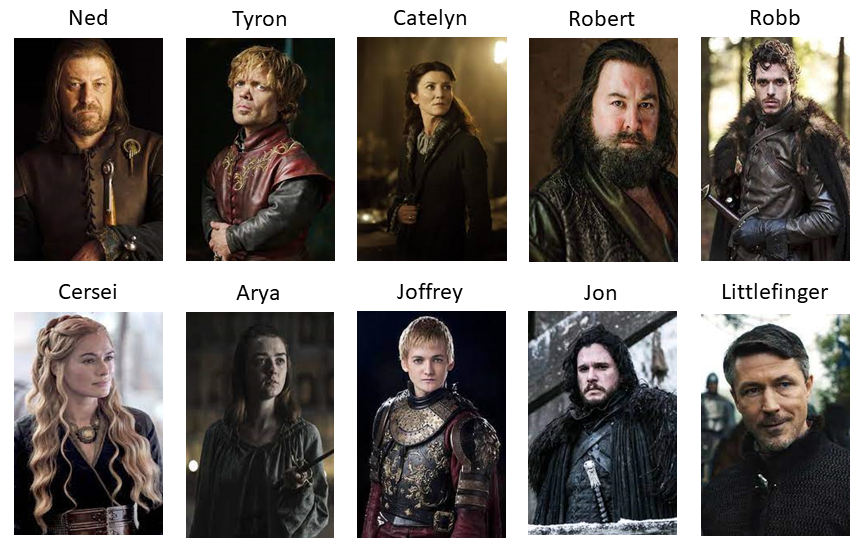 Ned
Tyron
Catelyn
Robert
Robb
Cersei
Arya
Joffrey
Jon
Littlefinger